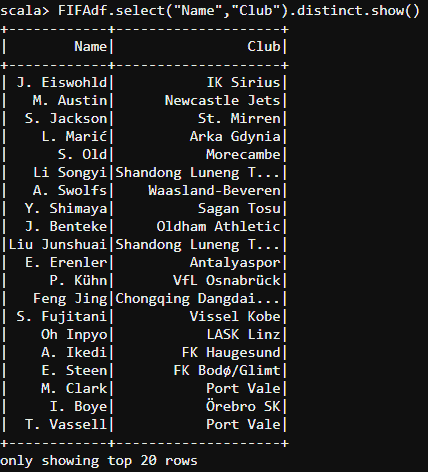 scala> FIFAdf.select("Name","Club").distinct.show()
+------------+--------------------+
|        Name|                Club|
+------------+--------------------+
| J. Eiswohld|           IK Sirius|
|   M. Austin|      Newcastle Jets|
|  S. Jackson|          St. Mirren|
|    L. Marić|         Arka Gdynia|
|      S. Old|           Morecambe|
|   Li Songyi|Shandong Luneng T...|
|   A. Swolfs|    Waasland-Beveren|
|  Y. Shimaya|          Sagan Tosu|
|  J. Benteke|     Oldham Athletic|
|Liu Junshuai|Shandong Luneng T...|
|  E. Erenler|         Antalyaspor|
|     P. Kühn|       VfL Osnabrück|
|   Feng Jing|Chongqing Dangdai...|
| S. Fujitani|         Vissel Kobe|
|    Oh Inpyo|           LASK Linz|
|    A. Ikedi|        FK Haugesund|
|    E. Steen|      FK Bodø/Glimt|
|    M. Clark|           Port Vale|
|     I. Boye|           Örebro SK|
|  T. Vassell|           Port Vale|
+------------+--------------------+
only showing top 20 rows